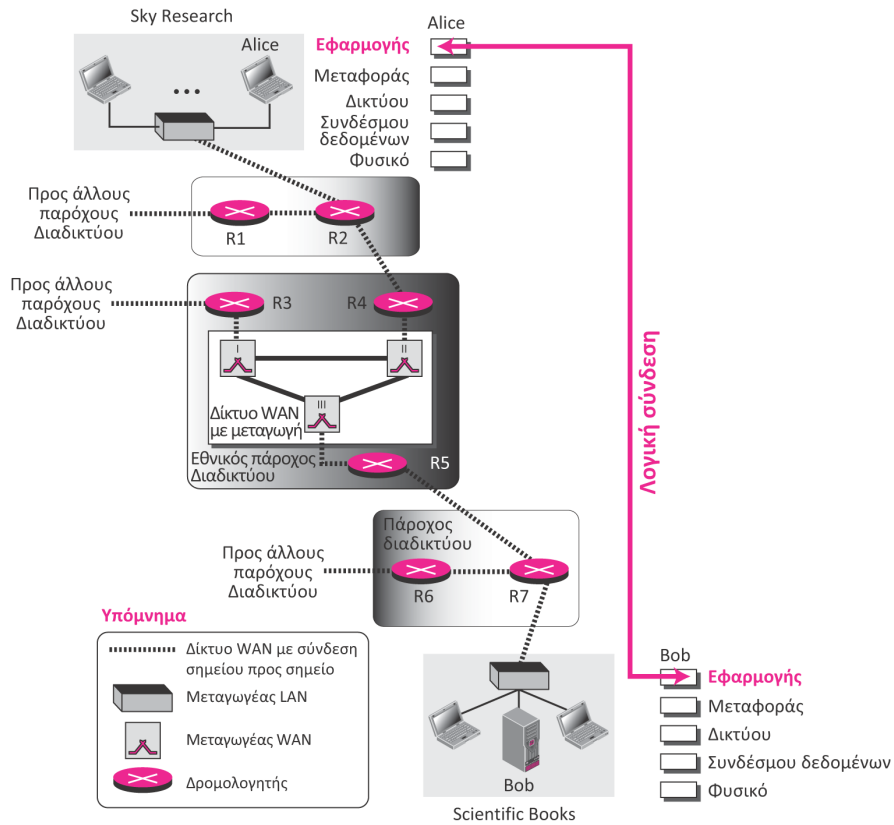 Sky Research
Alice
Alice
Εφαρμογής
Μεταφοράς
Δικτύου
Συνδέσμου
δεδομένων
Φυσικό
Προς άλλους
παρόχους
Διαδικτύου
R1
R2
Προς άλλους
παρόχους
Διαδικτύου
R3
R4
I
II
III
Δίκτυο WAN
με μεταγωγή
Εθνικός πάροχος
Διαδικτύου
R5
Λογική σύνδεση
Πάροχος
διαδικτύου
Προς άλλους
παρόχους
Διαδικτύου
R6
R7
Υπόμνημα
Δίκτυο WAN με σύνδεση
σημείου προς σημείο
Μεταγωγέας LAN
Μεταγωγέας WAN
Δρομολογητής
Bob
Scientific Books
Bob
Εφαρμογής
Μεταφοράς
Δικτύου
Συνδέσμου δεδομένων
Φυσικό